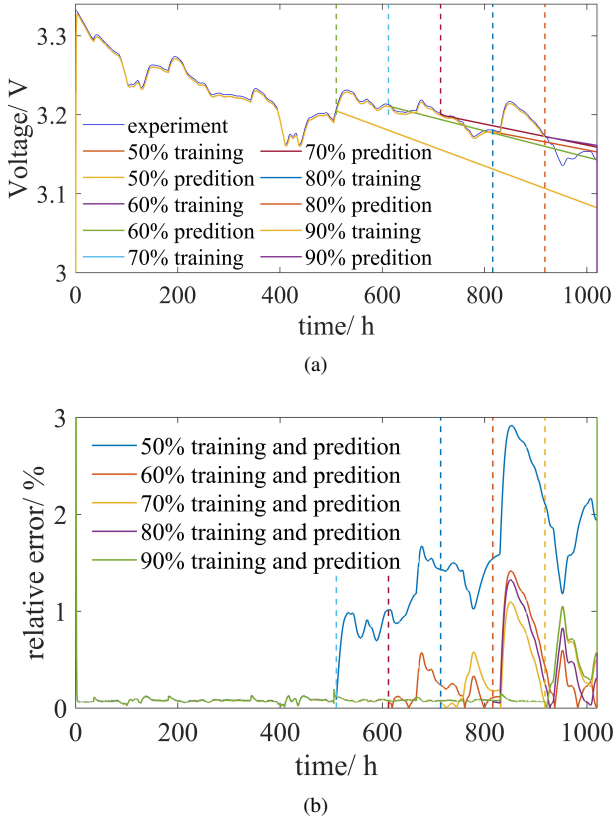 3.3
3.2
3.1
3
Voltage/ V
experiment
50% training
50% predition
60% training
60% predition
70% training
70% predition
80% training
80% predition
90% training
90% predition
0 200 400 600 800 1000
time/ h
(a)
3
2
1
0
relative error/ %
50% training and predition
60% training and predition
70% training and predition
80% training and predition
90% training and predition
0 200 400 600 800 1000
time/ h
(b)